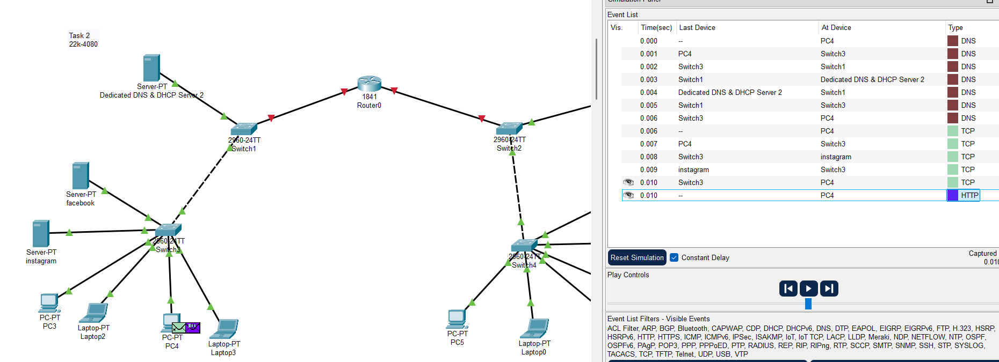 Task 2
22k-4080
Server-PT
Dedicated DNS & DHCP Server 2
1841
Router0
2960-24TT
Switch1
2960-24TT
Switch2
Server-PT
facebook
2960-24TT
Switch3
Server-PT
instagram
2960-24TT
Switch4
PC-PT
PC3
Laptop-PT
Laptop2
PC-PT
PC4
Laptop-PT
Laptop3
PC-PT
PC5
Laptop-PT
Laptop0
Event List
Vis. Time(sec) Last Device At Device Type
0.000 -- PC4 DNS
0.001 PC4 Switch3 DNS
0.002 Switch3 Switch1 DNS
0.003 Switch1 Dedicated DNS & DHCP Server 2 DNS
0.004 Dedicated DNS & DHCP Server 2 Switch1 DNS
0.005 Switch1 Switch3 DNS
0.006 Switch3 PC4 DNS
0.006 -- PC4 TCP
0.007 PC4 Switch3 TCP
0.008 Switch3 instagram TCP
0.009 instagram Switch3 TCP
0.010 Switch3 PC4 TCP
0.010 -- PC4 HTTP
Reset Simulation Constant Delay Captured
Play Controls
Event List Filters - Visible Events
ACL Filter, ARP, BGP, Bluetooth, CAPWAP, CDP, DHCP, DHCPv6, DNS, DTP, EAPOL, EIGRP, EIGRPv6, FTP, H.323, HSRP,
HSRPv6, HTTP, HTTPS, ICMP, ICMPv6, IPSec, ISAKMP, IoT, IoT TCP, LACP, LLDP, Meraki, NDP, NETFLOW, NTP, OSPF,
OSPFv6, PAgP, POP3, PPP, PPPoED, PTP, RADIUS, REP, RIP, RIPng, RTP, SCCP, SMTP, SNMP, SSH, STP, SYSLOG,
TACACS, TCP, TFTP, Telnet, UDP, USB, VTP